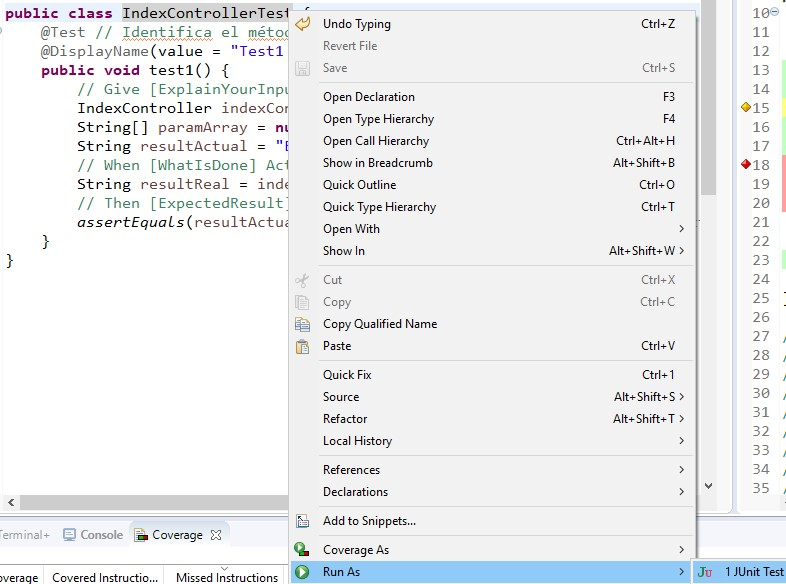 public class IndexControllerTest {
@Test // Identifica el méto
@DisplayName(value = "Test1
public void test1() {
// Give [ExplainYourInpu
IndexController indexCon
String[] paramArray = nu
String resultActual = "
// When [WhatIsDone] Act
String resultReal = inde
// Then [ExpectedResult]
assertEquals(resultActua
}
}
Undo Typing Ctrl+Z
Revert File
Save Ctrl+S
Open Declaration F3
Open Type Hierarchy F4
Open Call Hierarchy Ctrl+Alt+H
Show in Breadcrumb Alt+Shift+B
Quick Outline Ctrl+O
Quick Type Hierarchy Ctrl+T
Open With >
Show In Alt+Shift+W >
Cut Ctrl+X
Copy Ctrl+C
Copy Qualified Name
Paste Ctrl+V
Quick Fix Ctrl+1
Source Alt+Shift+S >
Refactor Alt+Shift+T >
Local History >
References >
Declarations >
Add to Snippets...
Coverage As >
Run As >
Ju 1 JUnit Test
10
11
12
13
14
15
16
17
18
19
20
21
22
23
24
25
26
27
28
29
30
31
32
33
34
35
erminal+ Console Coverage
overage Covered Instructio... Missed Instructions